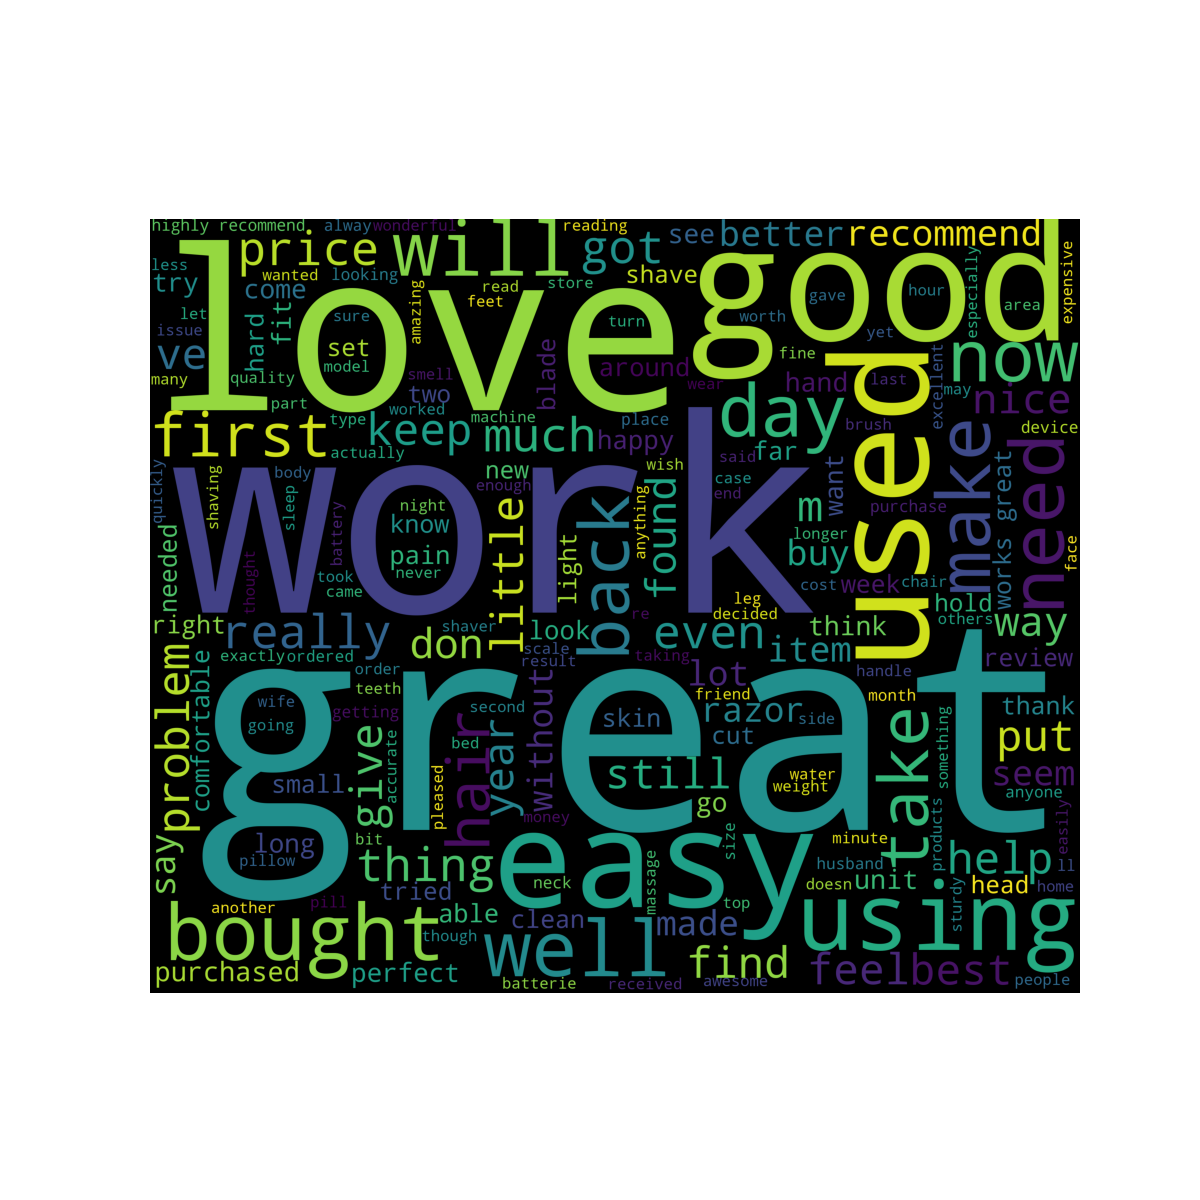 highly recommend alway wonderful reading
less price will got see better recommend
try wanted looking read store shave
come feet expensive
let love good gave hour especially area
issue hard fit sure amazing turn worth yet
ve set model fine now
many quality smell blade around wear hand last excellent may
part type two worked machine place day used brush nice device
first keep much happy far
actually new wish said make need
quickly shaving body sleep work enough case want
night know back found anything end m purchase works great
needed thought battery pain never little light longer buy
took came cost week chair face
leg decided hold others
right really don shaver look re even think way
exactly ordered scale result taking item review
problem comfortable order great lot handle
wife teeth friend month
going getting second without skin razor side thank
year cut put
small give accurate hair bed still water weight take something seem
pleased go anyone
money minute
say long bit easy size products easily
pillow thing massage husband help ll
tried neck doesn unit head home
another pill able top using sturdy
bought though clean made
well find feel best
purchased perfect batterie received awesome people